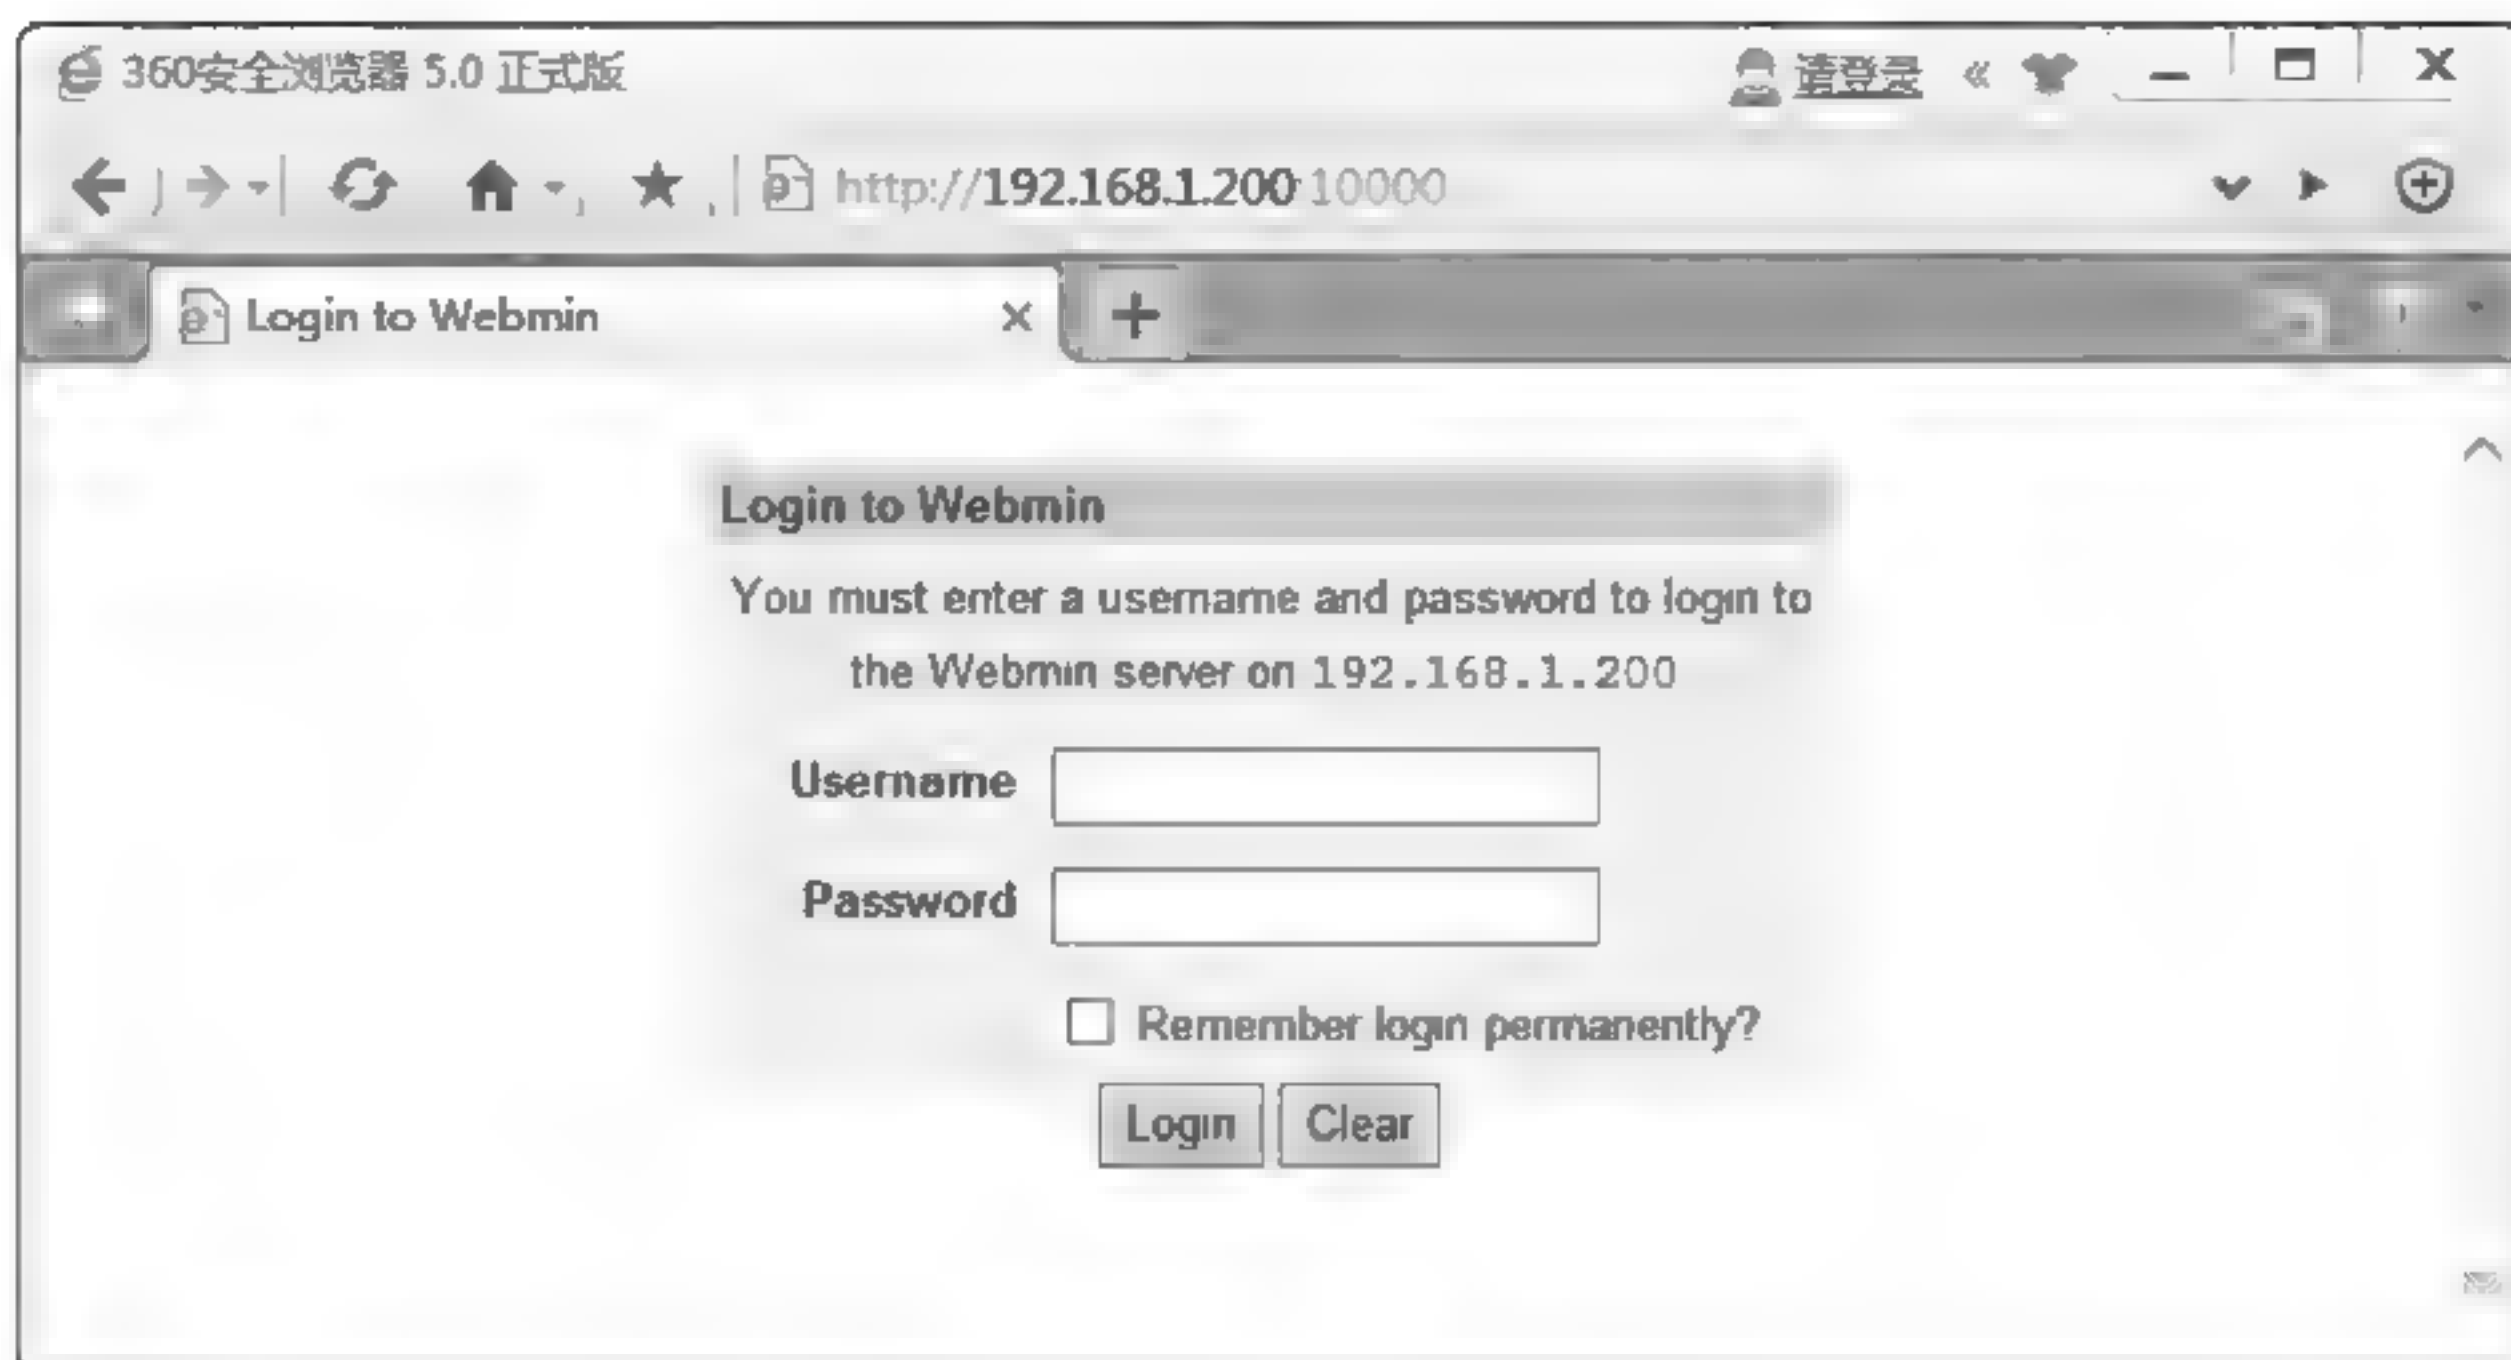 360安全浏览器 5.0 正式版 请登录 «
http://192.168.1.200:10000
Login to Webmin
Login to Webmin
You must enter a username and password to login to
the Webmin server on 192.168.1.200
Username
Password
Remember login permanently?
Login Clear